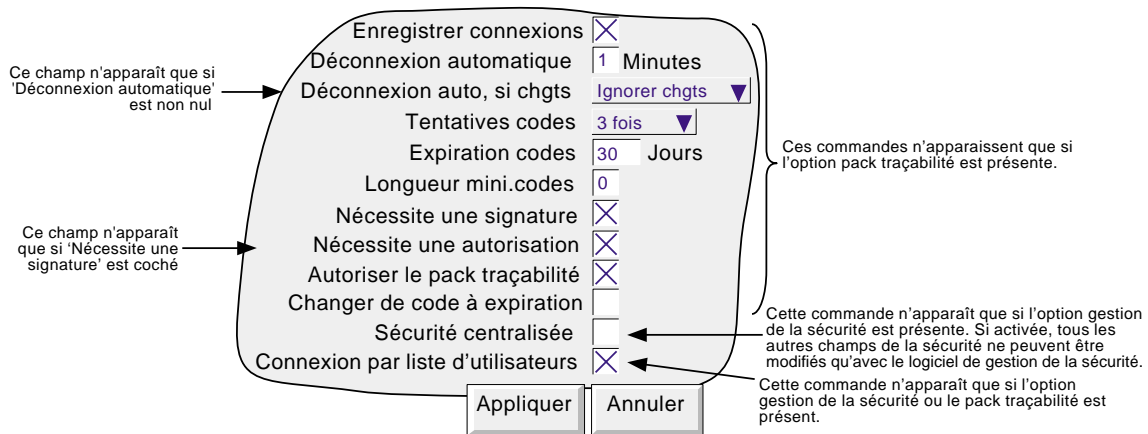 Enregistrer connexions
Déconnexion automatique 1 Minutes
Ce champ n'apparaît que si
'Déconnexion automatique'
est non nul
Déconnexion auto, si chgts Ignorer chgts
Tentatives codes 3 fois
Expiration codes 30 Jours
Ces commandes n’apparaissent que si
l’option pack traçabilité est présente.
Longueur mini.codes 0
Nécessite une signature
Ce champ n'apparaît
que si ‘Nécessite une
signature’ est coché
Nécessite une autorisation
Autoriser le pack traçabilité
Changer de code à expiration
Sécurité centralisée
Cette commande n’apparaît que si l’option gestion
de la sécurité est présente. Si activée, tous les
autres champs de la sécurité ne peuvent être
modifiés qu’avec le logiciel de gestion de la sécurité.
Connexion par liste d’utilisateurs
Cette commande n’apparaît que si l’option
gestion de la sécurité ou le pack traçabilité est
présent.
Appliquer Annuler